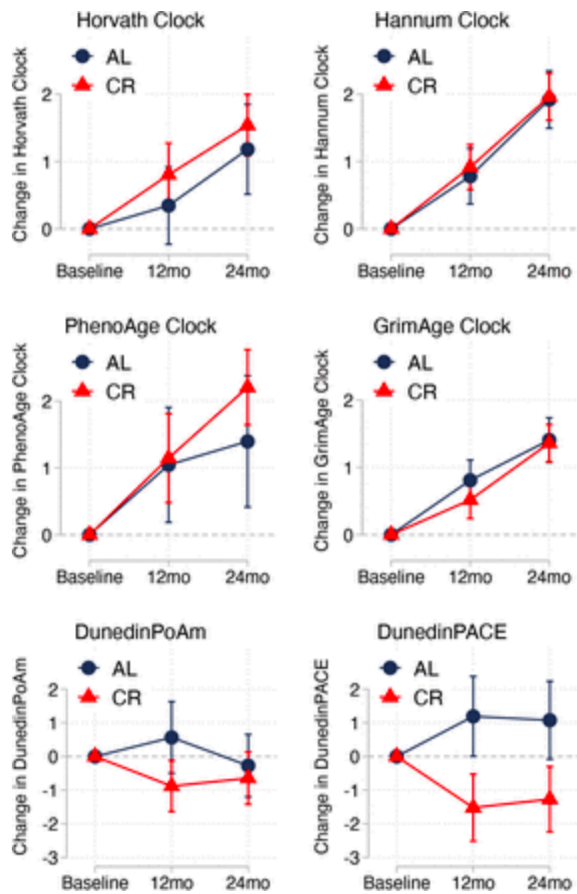 Horvath Clock
Change in Horvath Clock
AL
CR
2
1
0
Baseline 12mo 24mo
Hannum Clock
Change in Hannum Clock
AL
CR
2
1
0
Baseline 12mo 24mo
PhenoAge Clock
Change in PhenoAge Clock
AL
CR
2
1
0
Baseline 12mo 24mo
GrimAge Clock
Change in GrimAge Clock
AL
CR
2
1
0
Baseline 12mo 24mo
DunedinPoAm
Change in DunedinPoAm
AL
CR
2
1
0
-1
-2
-3
Baseline 12mo 24mo
DunedinPACE
Change in DunedinPACE
AL
CR
2
1
0
-1
-2
-3
Baseline 12mo 24mo